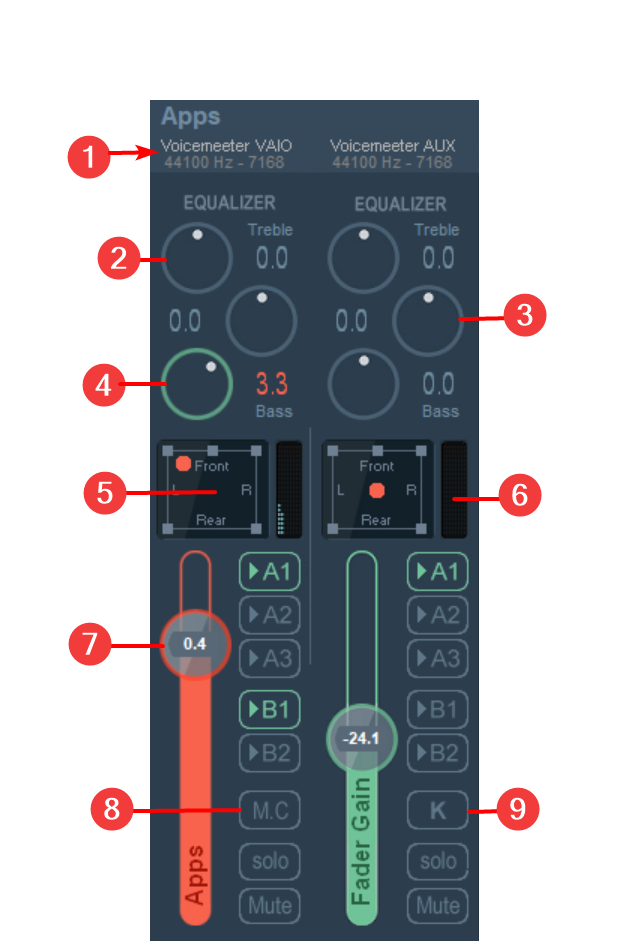 Apps
Voicemeeter VAIO Voicemeeter AUX
44100 Hz - 7168 44100 Hz - 7168
1
EQUALIZER EQUALIZER
Treble Treble
2 0.0 0.0
0.0 0.0 3
4 3.3 0.0
Bass Bass
Front Front
5 L R L R 6
Rear Rear
A1 A1
A2 A2
7 0.4 A3 A3
B1 B1
-24.1
B2 B2
8 M.C K 9
Apps solo Fader Gain solo
Mute Mute